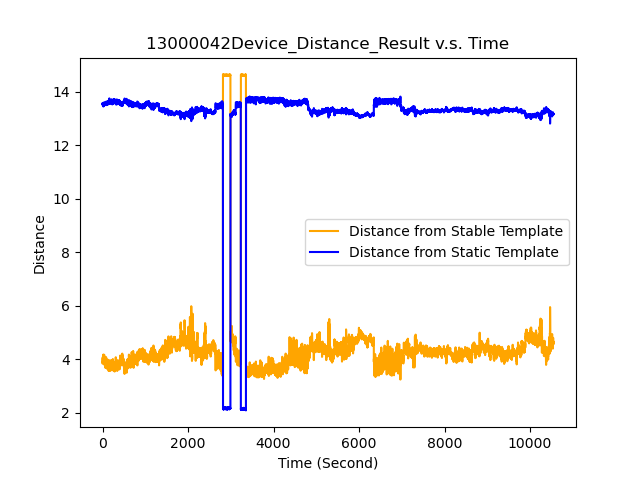 13000042Device_Distance_Result v.s. Time
14
12
10
8
6
4
2
Distance
Distance from Stable Template
Distance from Static Template
0
2000
4000
6000
8000
10000
Time (Second)